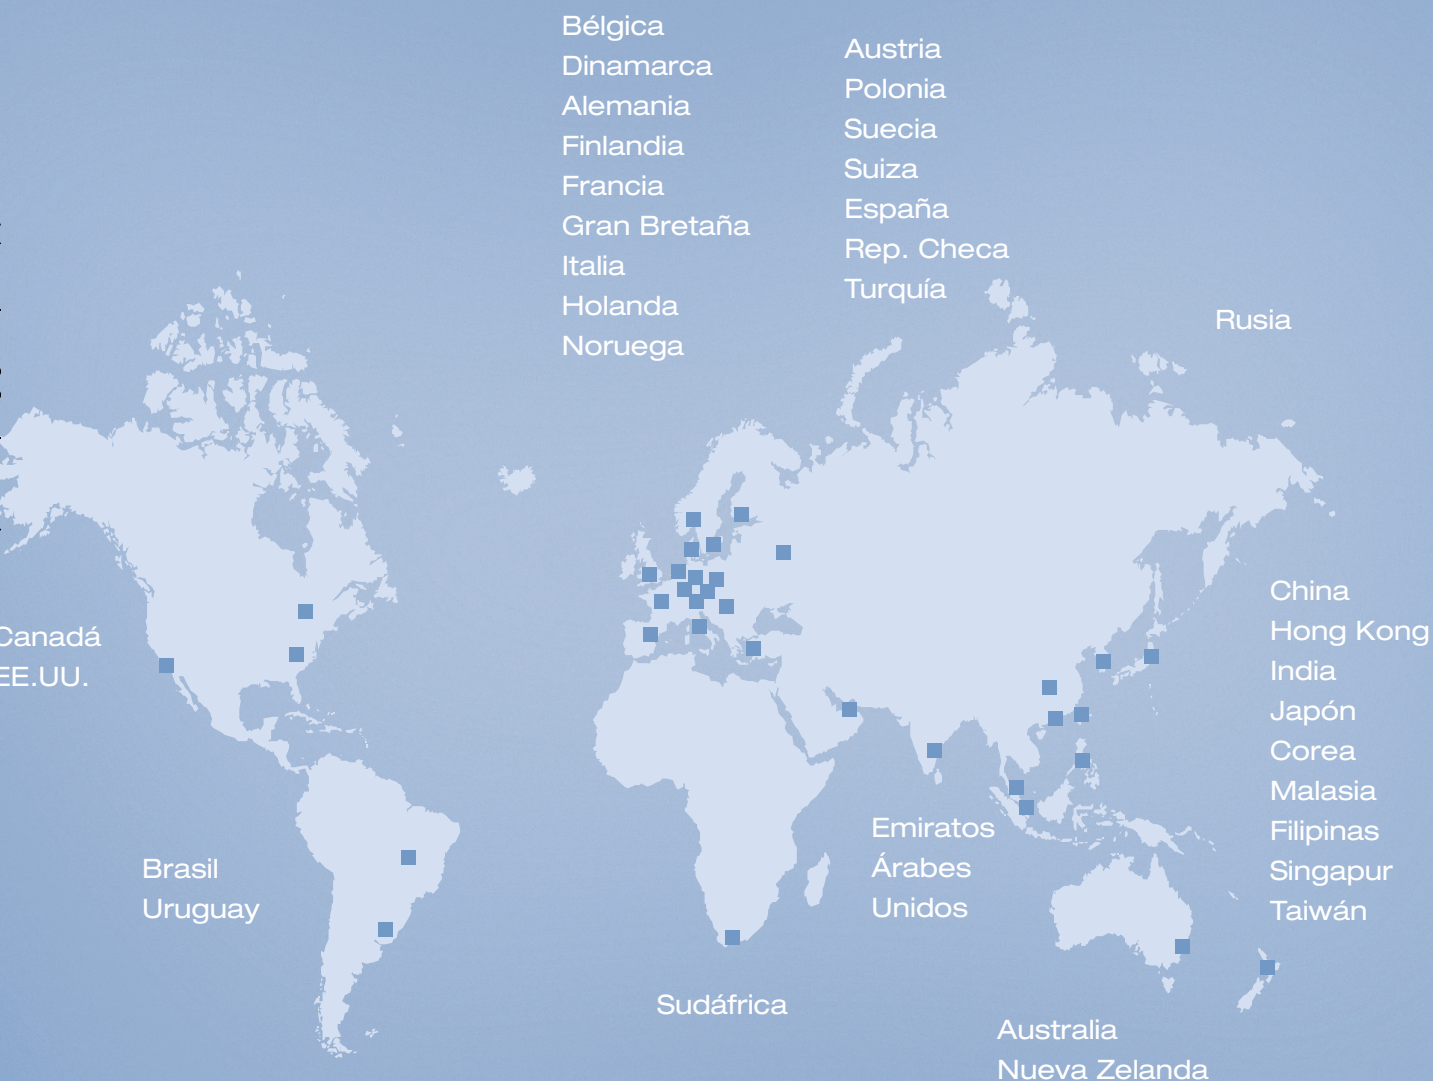 Bélgica
Dinamarca
Alemania
Finlandia
Francia
Gran Bretaña
Italia
Holanda
Noruega
Austria
Polonia
Suecia
Suiza
España
Rep. Checa
Turquía
Rusia
Canadá
EE.UU.
China
Hong Kong
India
Japón
Corea
Malasia
Filipinas
Singapur
Taiwán
Brasil
Uruguay
Emiratos
Árabes
Unidos
Sudáfrica
Australia
Nueva Zelanda